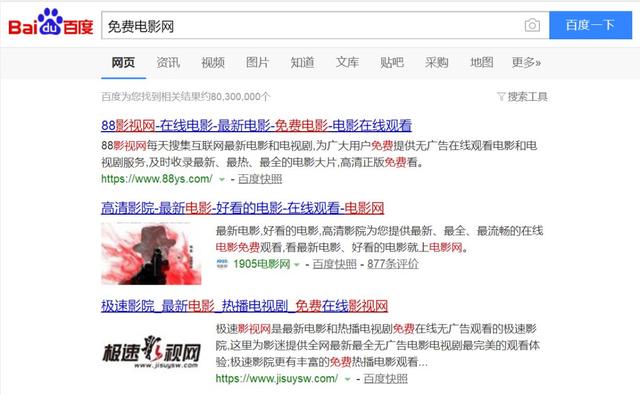 Bai du 百度 免费电影网 百度一下
网页 资讯 视频 图片 知道 文库 贴吧 采购 地图 更多»
百度为您找到相关结果约80,300,000个 搜索工具
88影视网-在线电影-最新电影-免费电影-电影在线观看
88影视网每天搜集互联网最新电影和电视剧,为广大用户免费提供无广告在线观看电影和电
视剧服务,及时收录最新、最热、最全的电影大片,高清正版免费看。
https://www.88ys.com/ - 百度快照
高清影院-最新电影-好看的电影-在线观看-电影网
最新电影,好看的电影,高清影院为您提供最新、最全、最流畅的在线
电影免费观看,看最新电影、好看的电影就上电影网。
1905电影网 - 百度快照 - 877条评价
极速影院_最新电影_热播电视剧_免费在线影视网
极速影视网是最新电影和热播电视剧免费在线无广告观看的极速影
院,这里为影迷提供全网最新最全无广告电影电视剧最完美的观看体
验;极速影院更有丰富的免费热播电影观看...
极速影视网
www.jisuysw.com
https://www.jisuysw.com/ - 百度快照